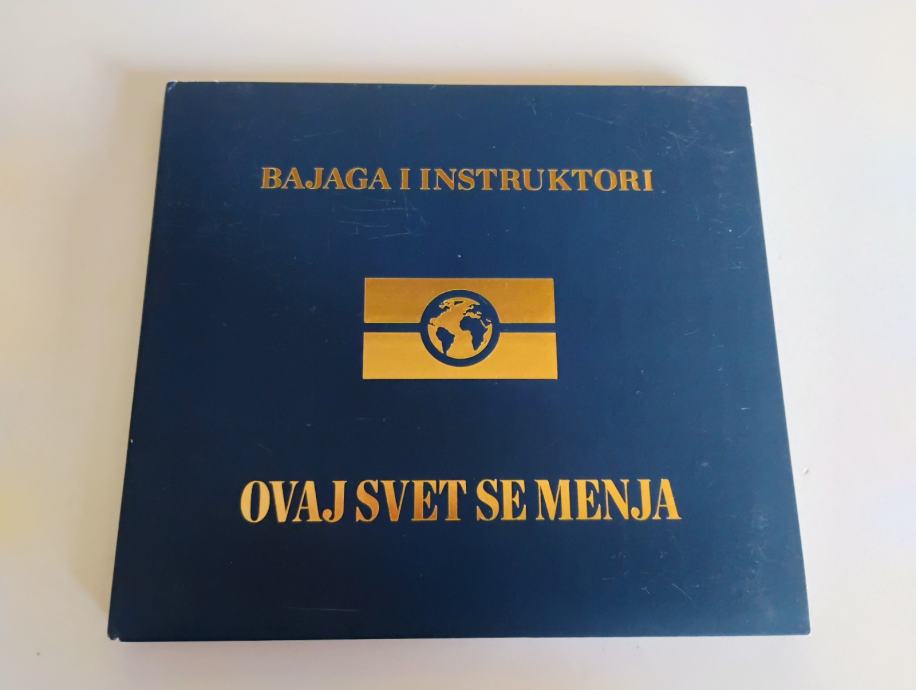 BAJAGA I INSTRUKTORI
OVAJ SVET SE MENJA